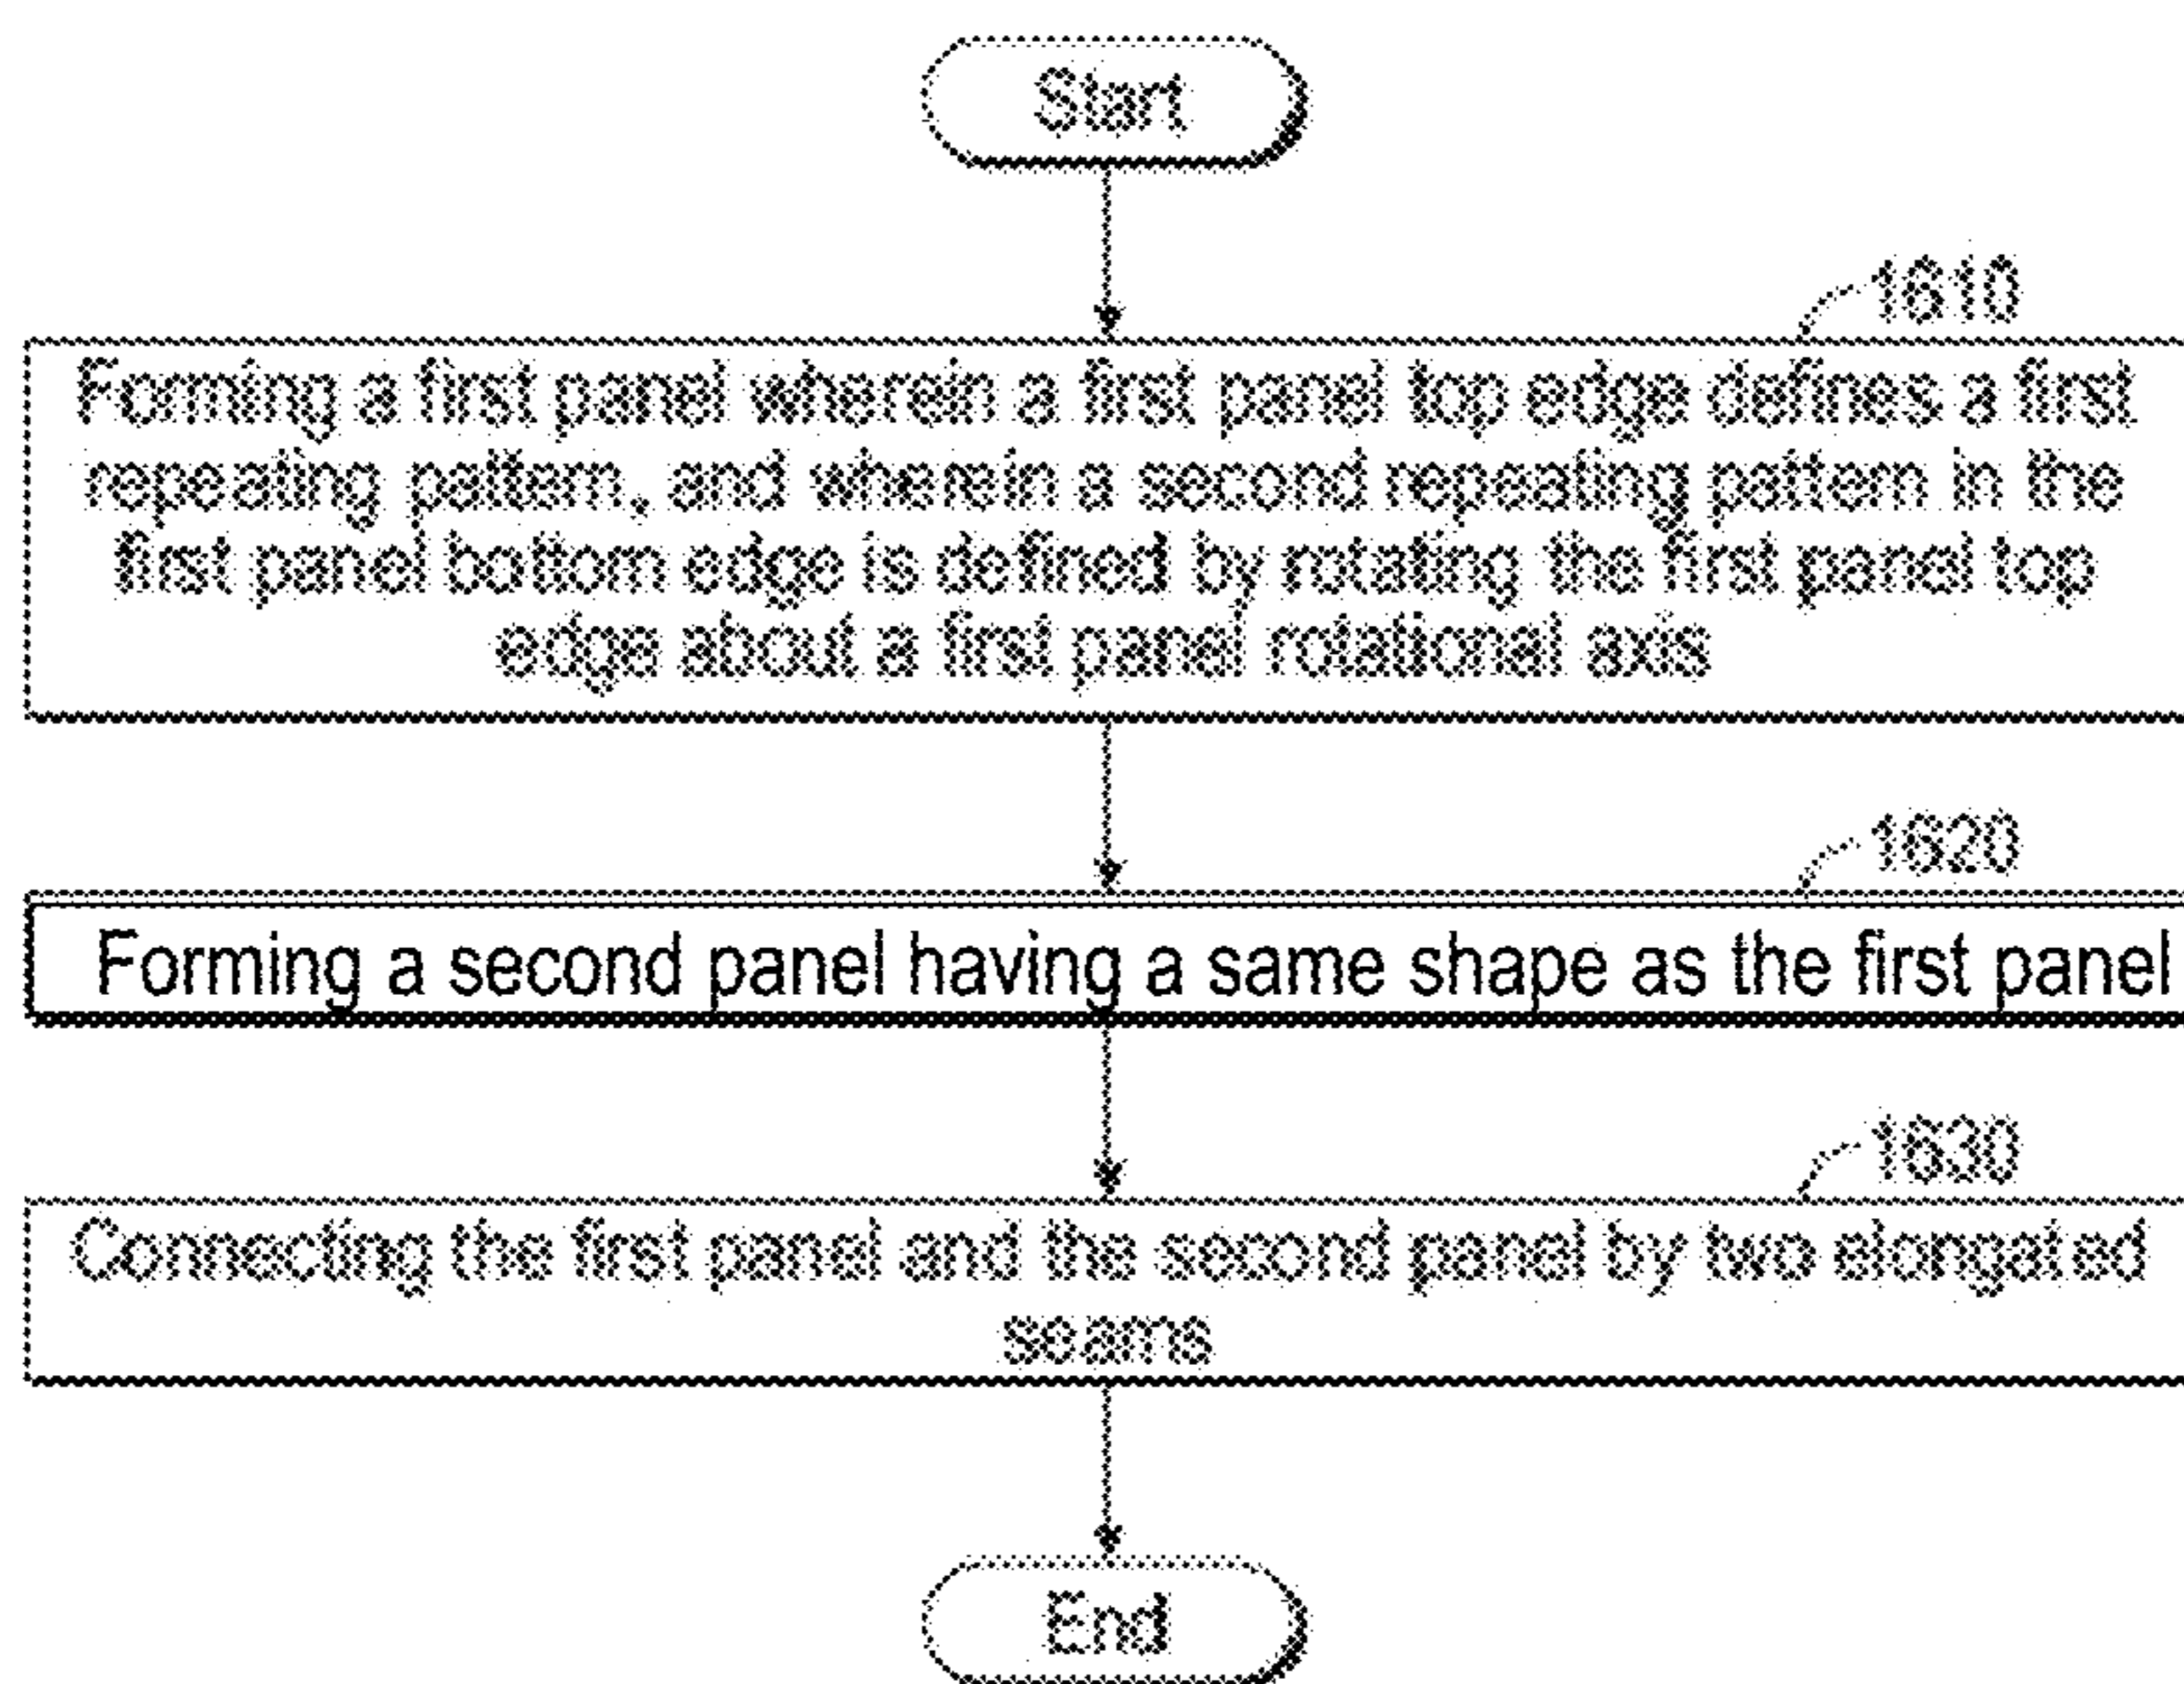 Start
1610
Forming a first panel wherein a first panel top edge defines a first
repeating pattern, and wherein a second repeating pattern in the
first panel bottom edge is defined by rotating the first panel top
edge about a first panel rotational axis
1620
Forming a second panel having a same shape as the first panel
1630
Connecting the first panel and the second panel by two elongated
seams
End